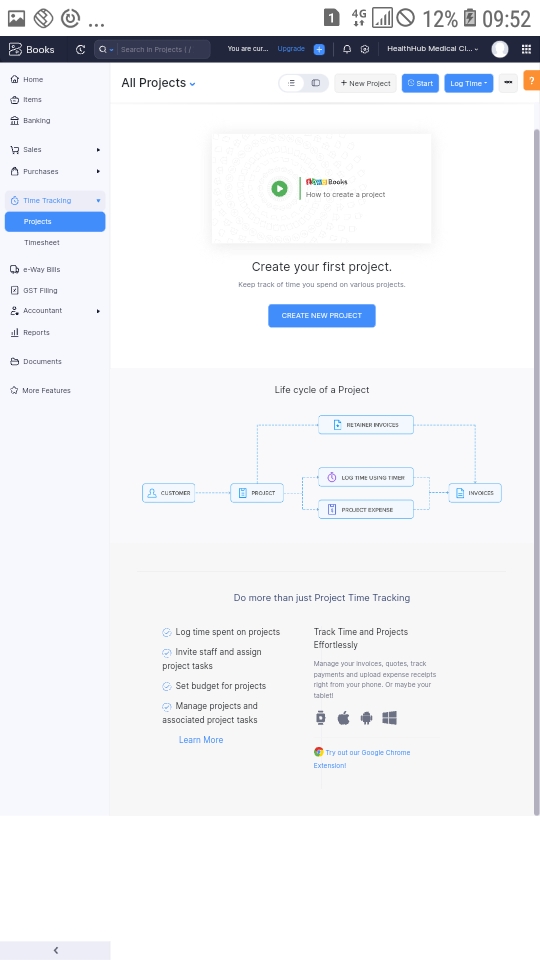 ... 1 4G 12% 09:52
Books Search in Projects ( / You are cur... Upgrade HealthHub Medical Cl...
Home
Items
Banking
Sales
Purchases
Time Tracking
Projects
Timesheet
e-Way Bills
GST Filing
Accountant
Reports
Documents
More Features
All Projects + New Project Start Log Time ?
Books
How to create a project
Create your first project.
Keep track of time you spend on various projects.
CREATE NEW PROJECT
Life cycle of a Project
RETAINER INVOICES
LOG TIME USING TIMER
CUSTOMER PROJECT INVOICES
PROJECT EXPENSE
Do more than just Project Time Tracking
Log time spent on projects
Invite staff and assign
project tasks
Set budget for projects
Manage projects and
associated project tasks
Learn More
Track Time and Projects
Effortlessly
Manage your invoices, quotes, track
payments and upload expense receipts
right from your phone. Or maybe your
tablet!
Try out our Google Chrome
Extension!